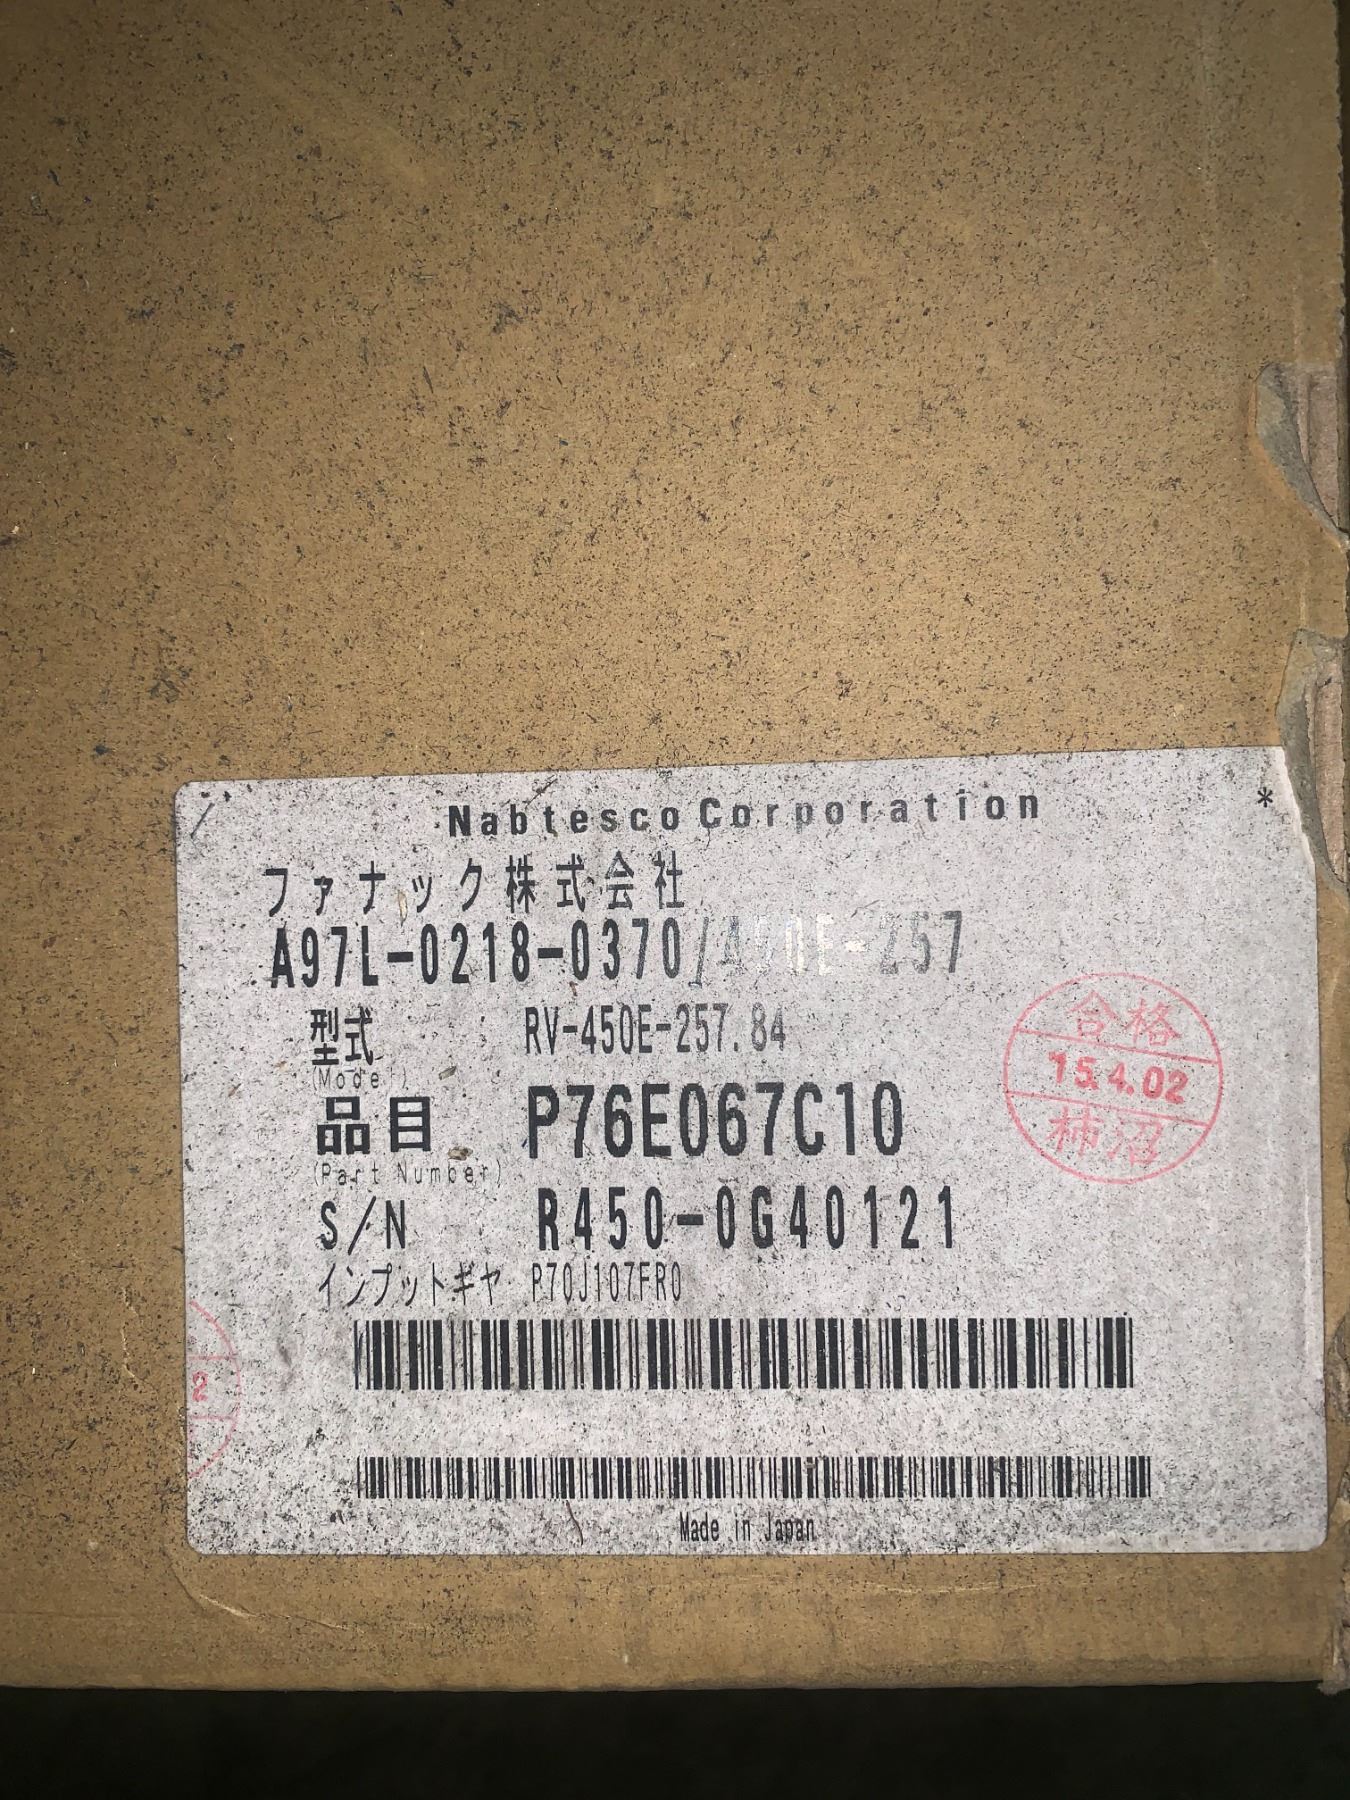 Nabtesco Corporation
*
ファナック株式会社
A97L-0218-0370/450E-257
型式 RV-450E-257.84
(Model)
品目 P76E067C10
(Part Number)
S/N R450-0G40121
インプットギヤ P70J107FR0
合格
15.4.02
柿沼
2
Made in Japan